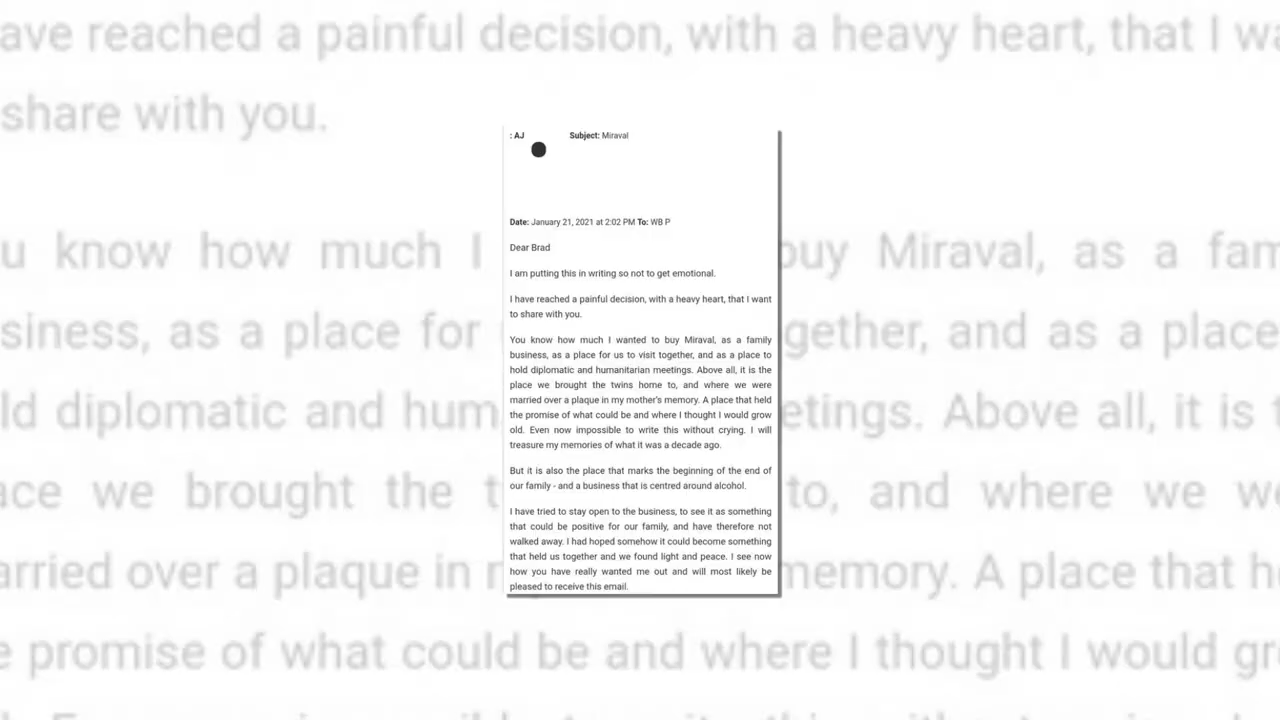 ave reached a painful decision, with a heavy heart, that I wa
share with you.
: AJ Subject: Miraval
Date: January 21, 2021 at 2:02 PM To: WB P
Dear Brad
I am putting this in writing so not to get emotional.
I have reached a painful decision, with a heavy heart, that I want
to share with you.
You know how much I wanted to buy Miraval, as a family
business, as a place for us to visit together, and as a place to
hold diplomatic and humanitarian meetings. Above all, it is the
place we brought the twins home to, and where we were
married over a plaque in my mother's memory. A place that held
the promise of what could be and where I thought I would grow
old. Even now impossible to write this without crying. I will
treasure my memories of what it was a decade ago.
But it is also the place that marks the beginning of the end of
our family - and a business that is centred around alcohol.
I have tried to stay open to the business, to see it as something
that could be positive for our family, and have therefore not
walked away. I had hoped somehow it could become something
that held us together and we found light and peace. I see now
how you have really wanted me out and will most likely be
pleased to receive this email.
u know how much I buy Miraval, as a fam
siness, as a place for gether, and as a place
ld diplomatic and hum etings. Above all, it is t
ace we brought the t to, and where we we
arried over a plaque in memory. A place that he
e promise of what could be and where I thought I would gro